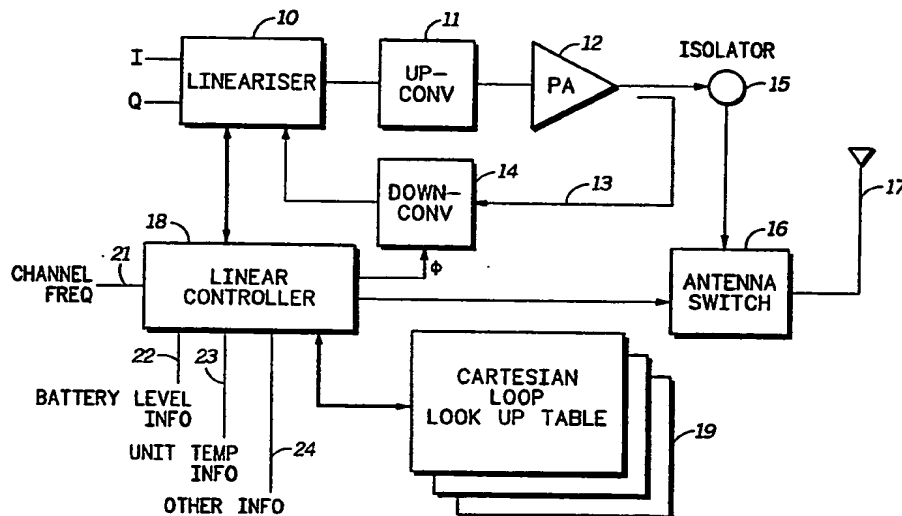 10
I
Q
LINEARISER
11
UP-
CONV
12
PA
ISOLATOR
15
DOWN-
CONV
14
13
17
16
ANTENNA
SWITCH
18
21
CHANNEL
FREQ
LINEAR
CONTROLLER
Φ
22
BATTERY LEVEL
INFO
23
UNIT TEMP
INFO
24
OTHER INFO
CARTESIAN
LOOP
LOOK UP TABLE
19